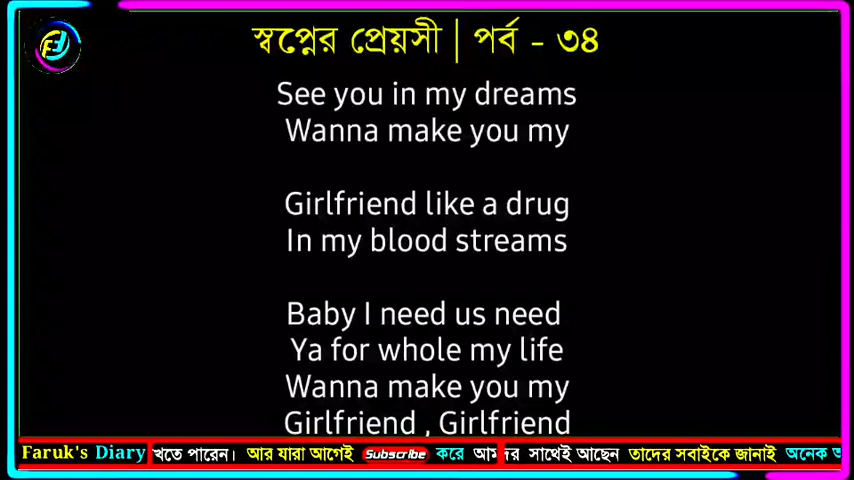 স্বপ্নের প্রেয়সী | পর্ব - ৩৪
See you in my dreams
Wanna make you my
Girlfriend like a drug
In my blood streams
Baby I need us need
Ya for whole my life
Wanna make you my
Girlfriend , Girlfriend
Faruk's Diary খতে পারেন। আর যারা আগেই Subscribe করে সাথেই আছেন তাদের সবাইকে জানাই অনেক